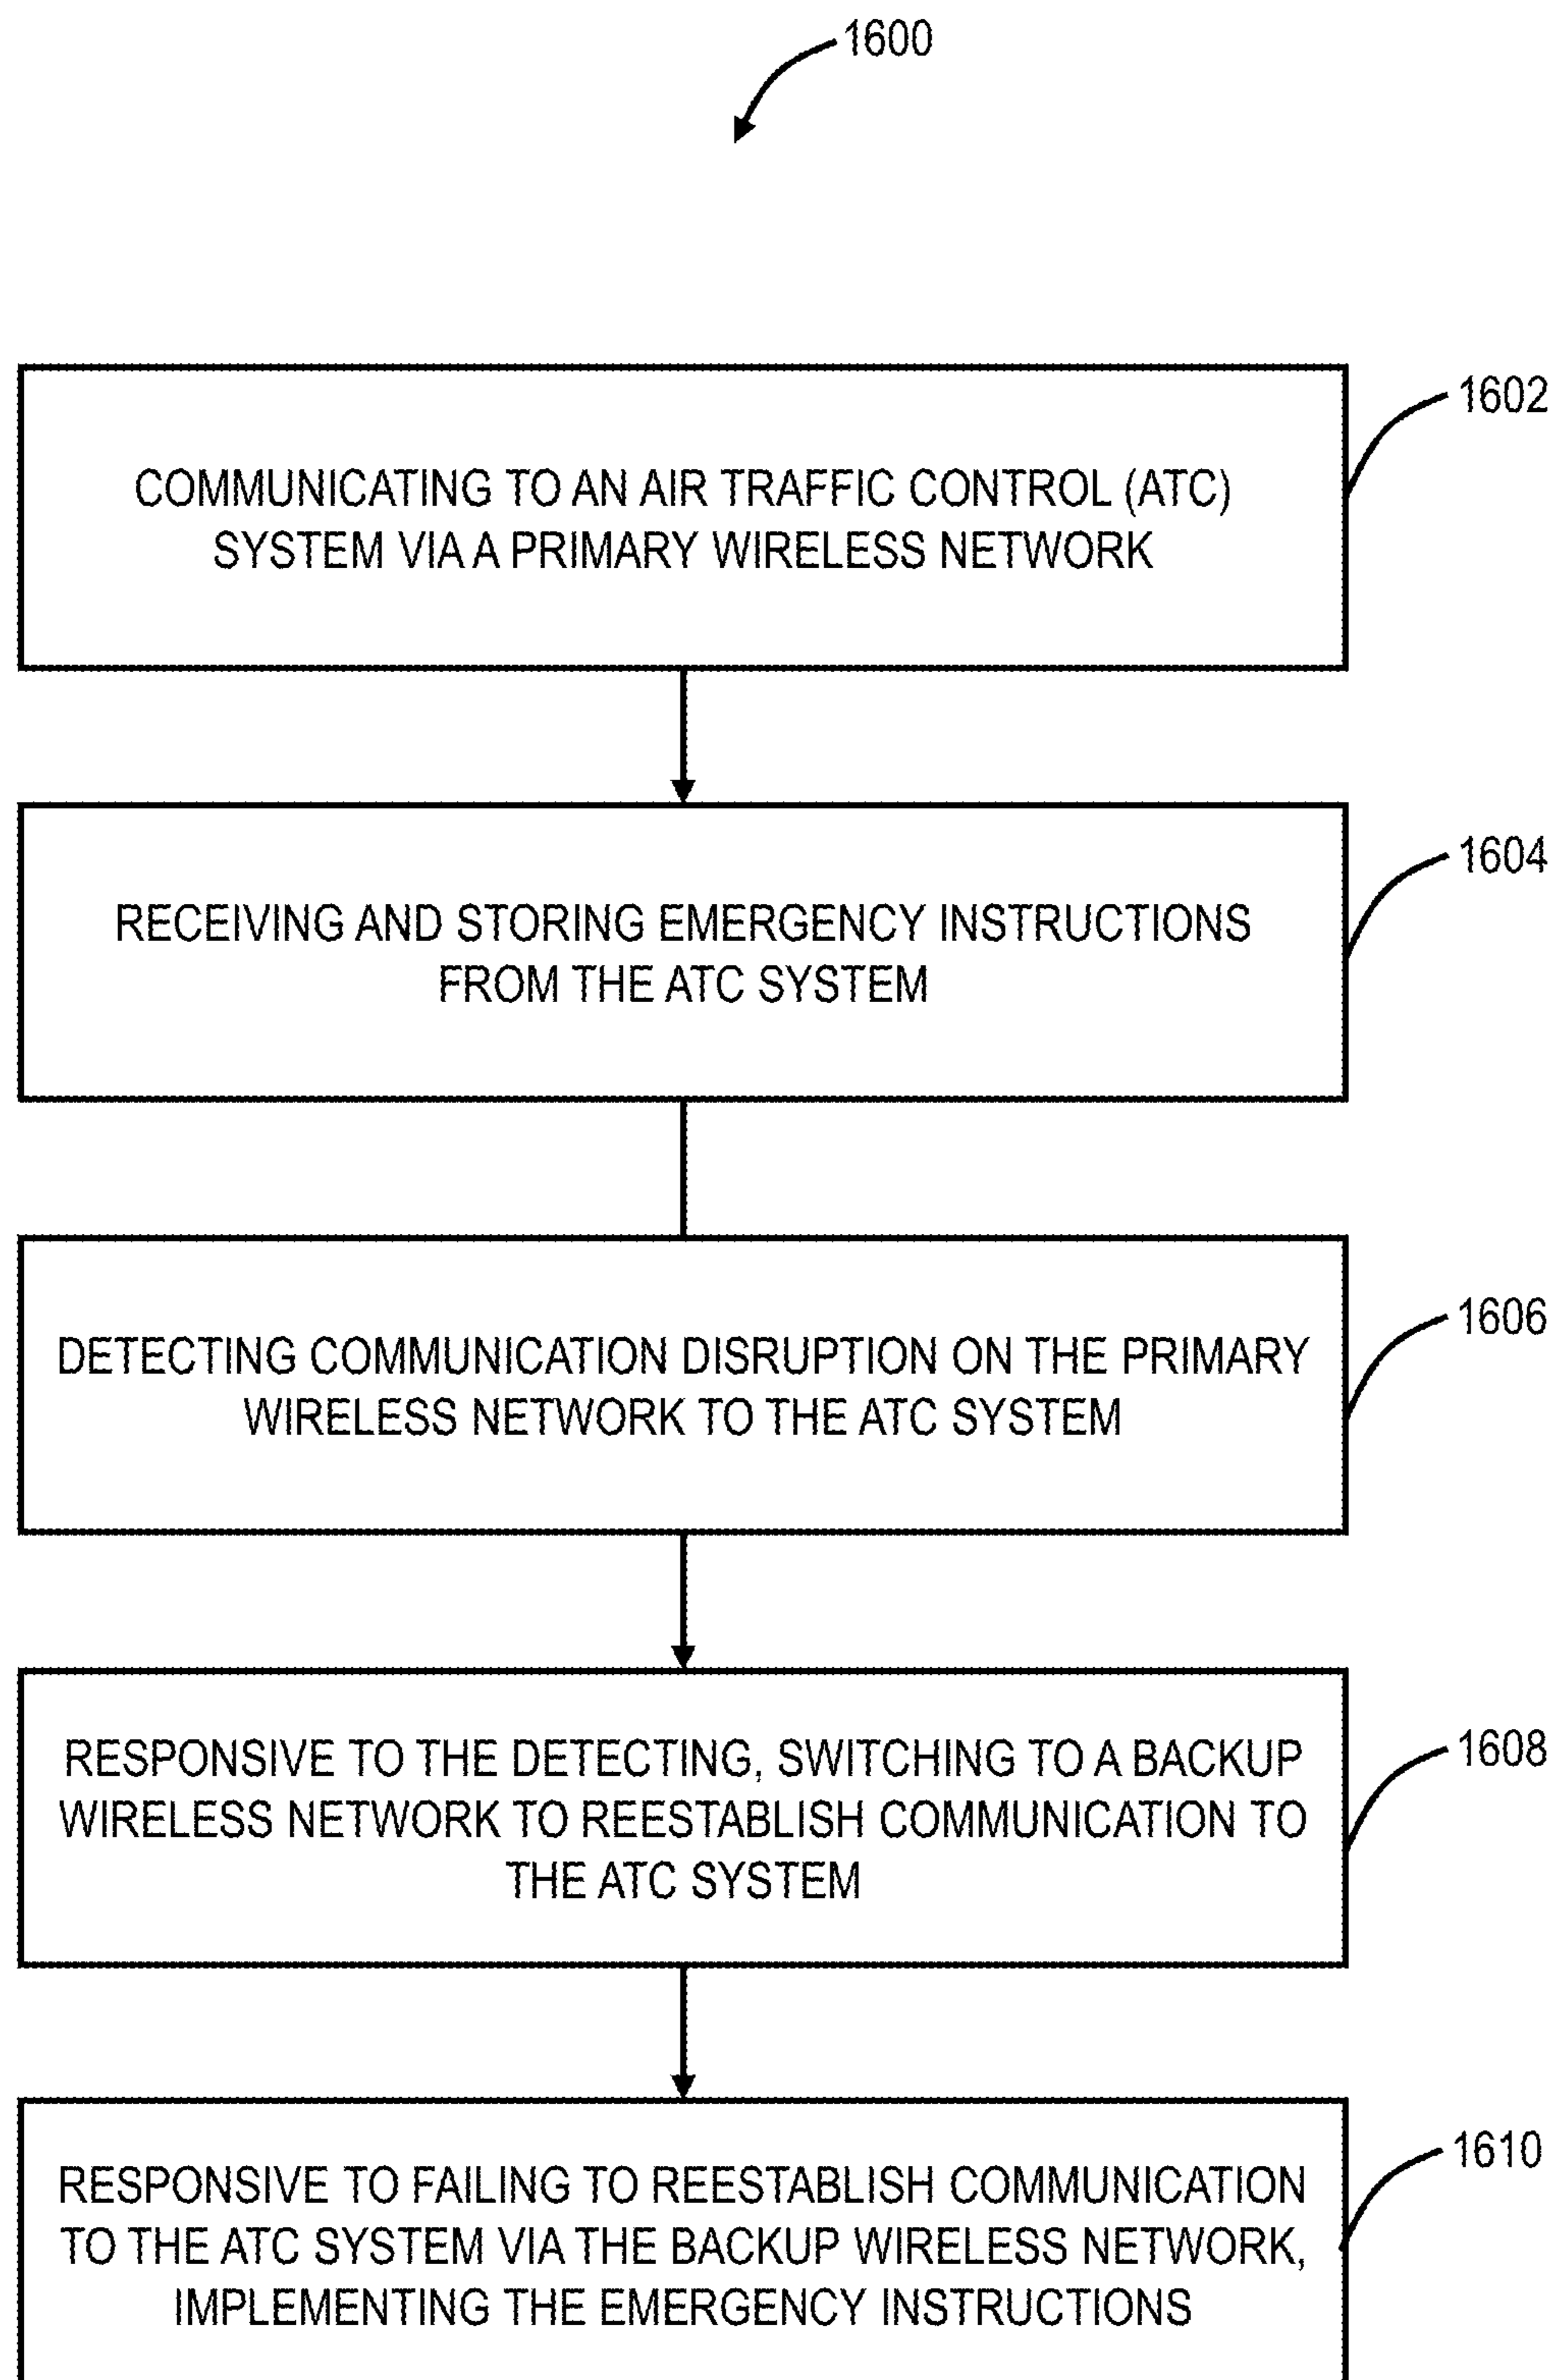 1600
1602
COMMUNICATING TO AN AIR TRAFFIC CONTROL (ATC)
SYSTEM VIA A PRIMARY WIRELESS NETWORK
1604
RECEIVING AND STORING EMERGENCY INSTRUCTIONS
FROM THE ATC SYSTEM
1606
DETECTING COMMUNICATION DISRUPTION ON THE PRIMARY
WIRELESS NETWORK TO THE ATC SYSTEM
1608
RESPONSIVE TO THE DETECTING, SWITCHING TO A BACKUP
WIRELESS NETWORK TO REESTABLISH COMMUNICATION TO
THE ATC SYSTEM
1610
RESPONSIVE TO FAILING TO REESTABLISH COMMUNICATION
TO THE ATC SYSTEM VIA THE BACKUP WIRELESS NETWORK,
IMPLEMENTING THE EMERGENCY INSTRUCTIONS